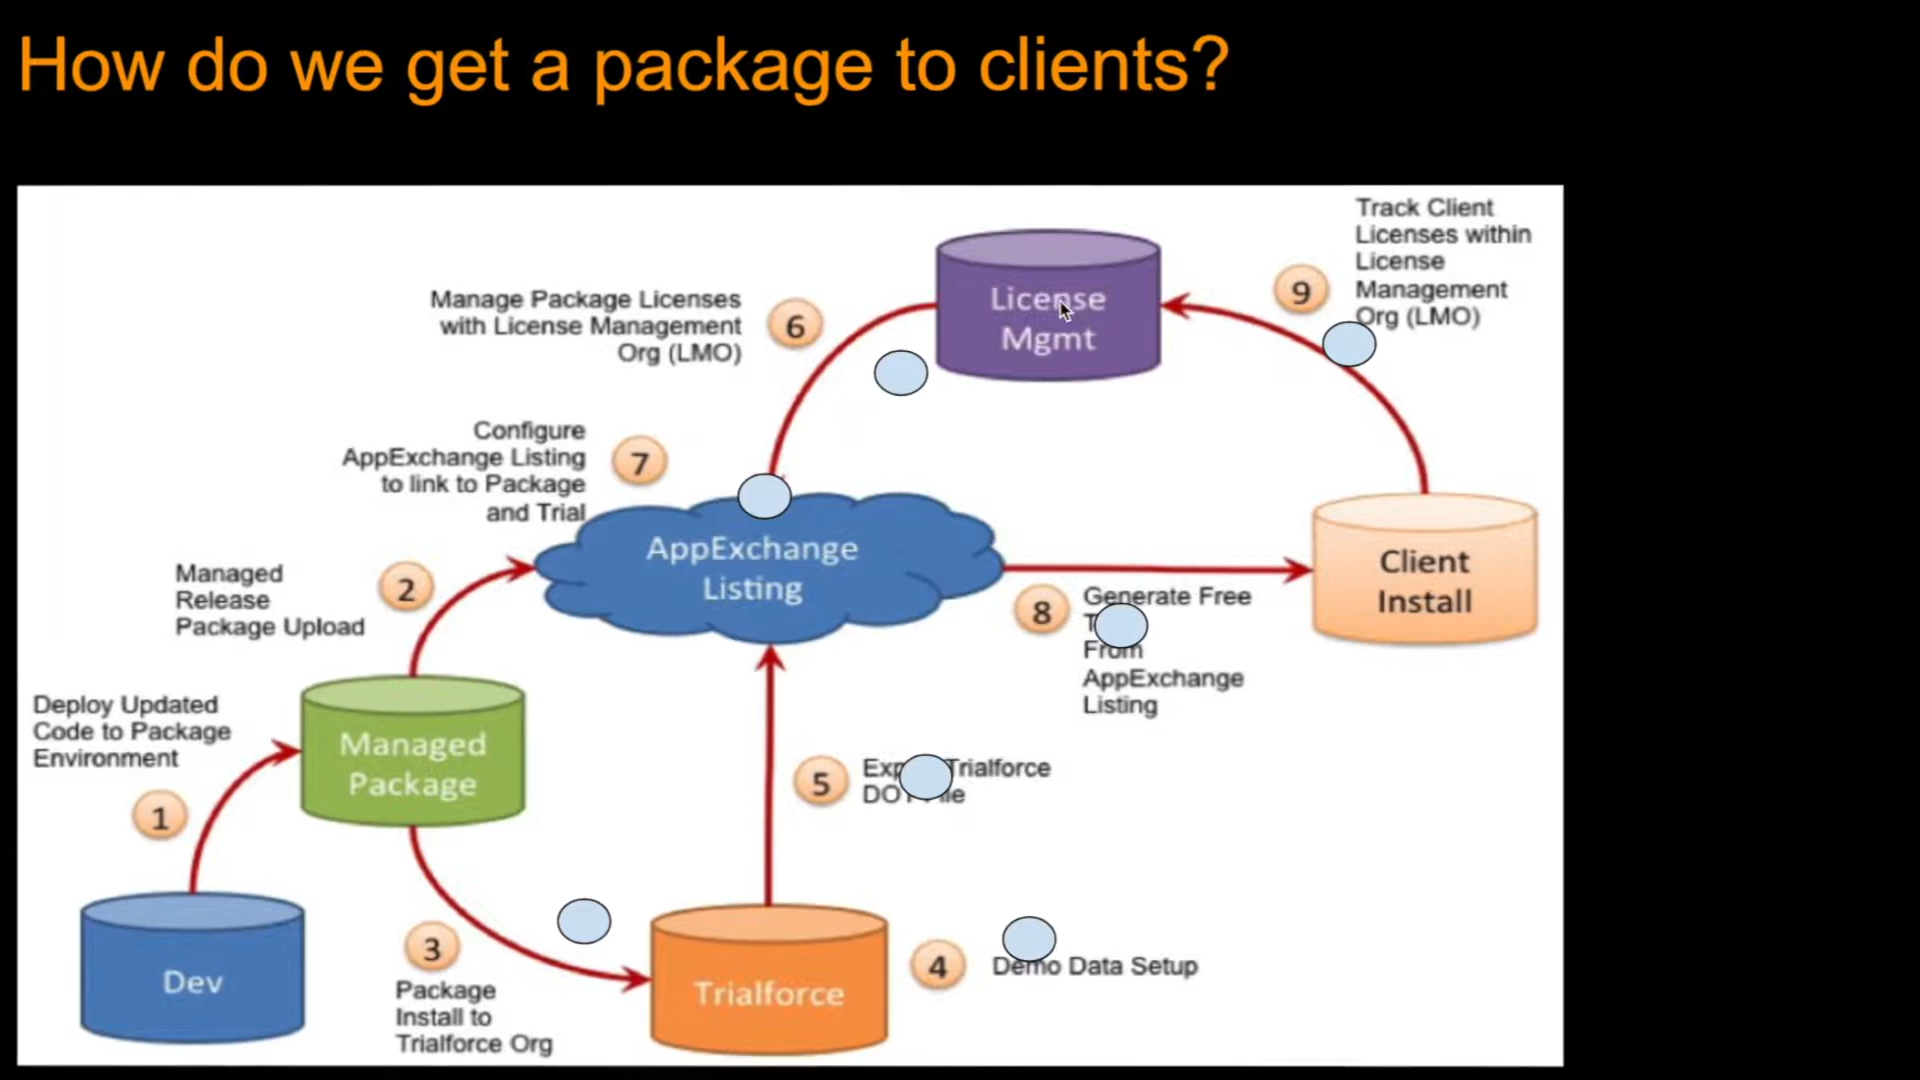 How do we get a package to clients?
Track Client
Licenses within
License
Management
Org (LMO)
9
License
Mgmt
Manage Package Licenses
with License Management
Org (LMO)
6
Configure
AppExchange Listing
to link to Package
and Trial
7
AppExchange
Listing
Client
Install
Managed
Release
Package Upload
2
8
Generate Free
From
AppExchange
Listing
Deploy Updated
Code to Package
Environment
1
Managed
Package
5
Trialforce
3
Package
Install to
Trialforce Org
Dev
Trialforce
4
Demo Data Setup